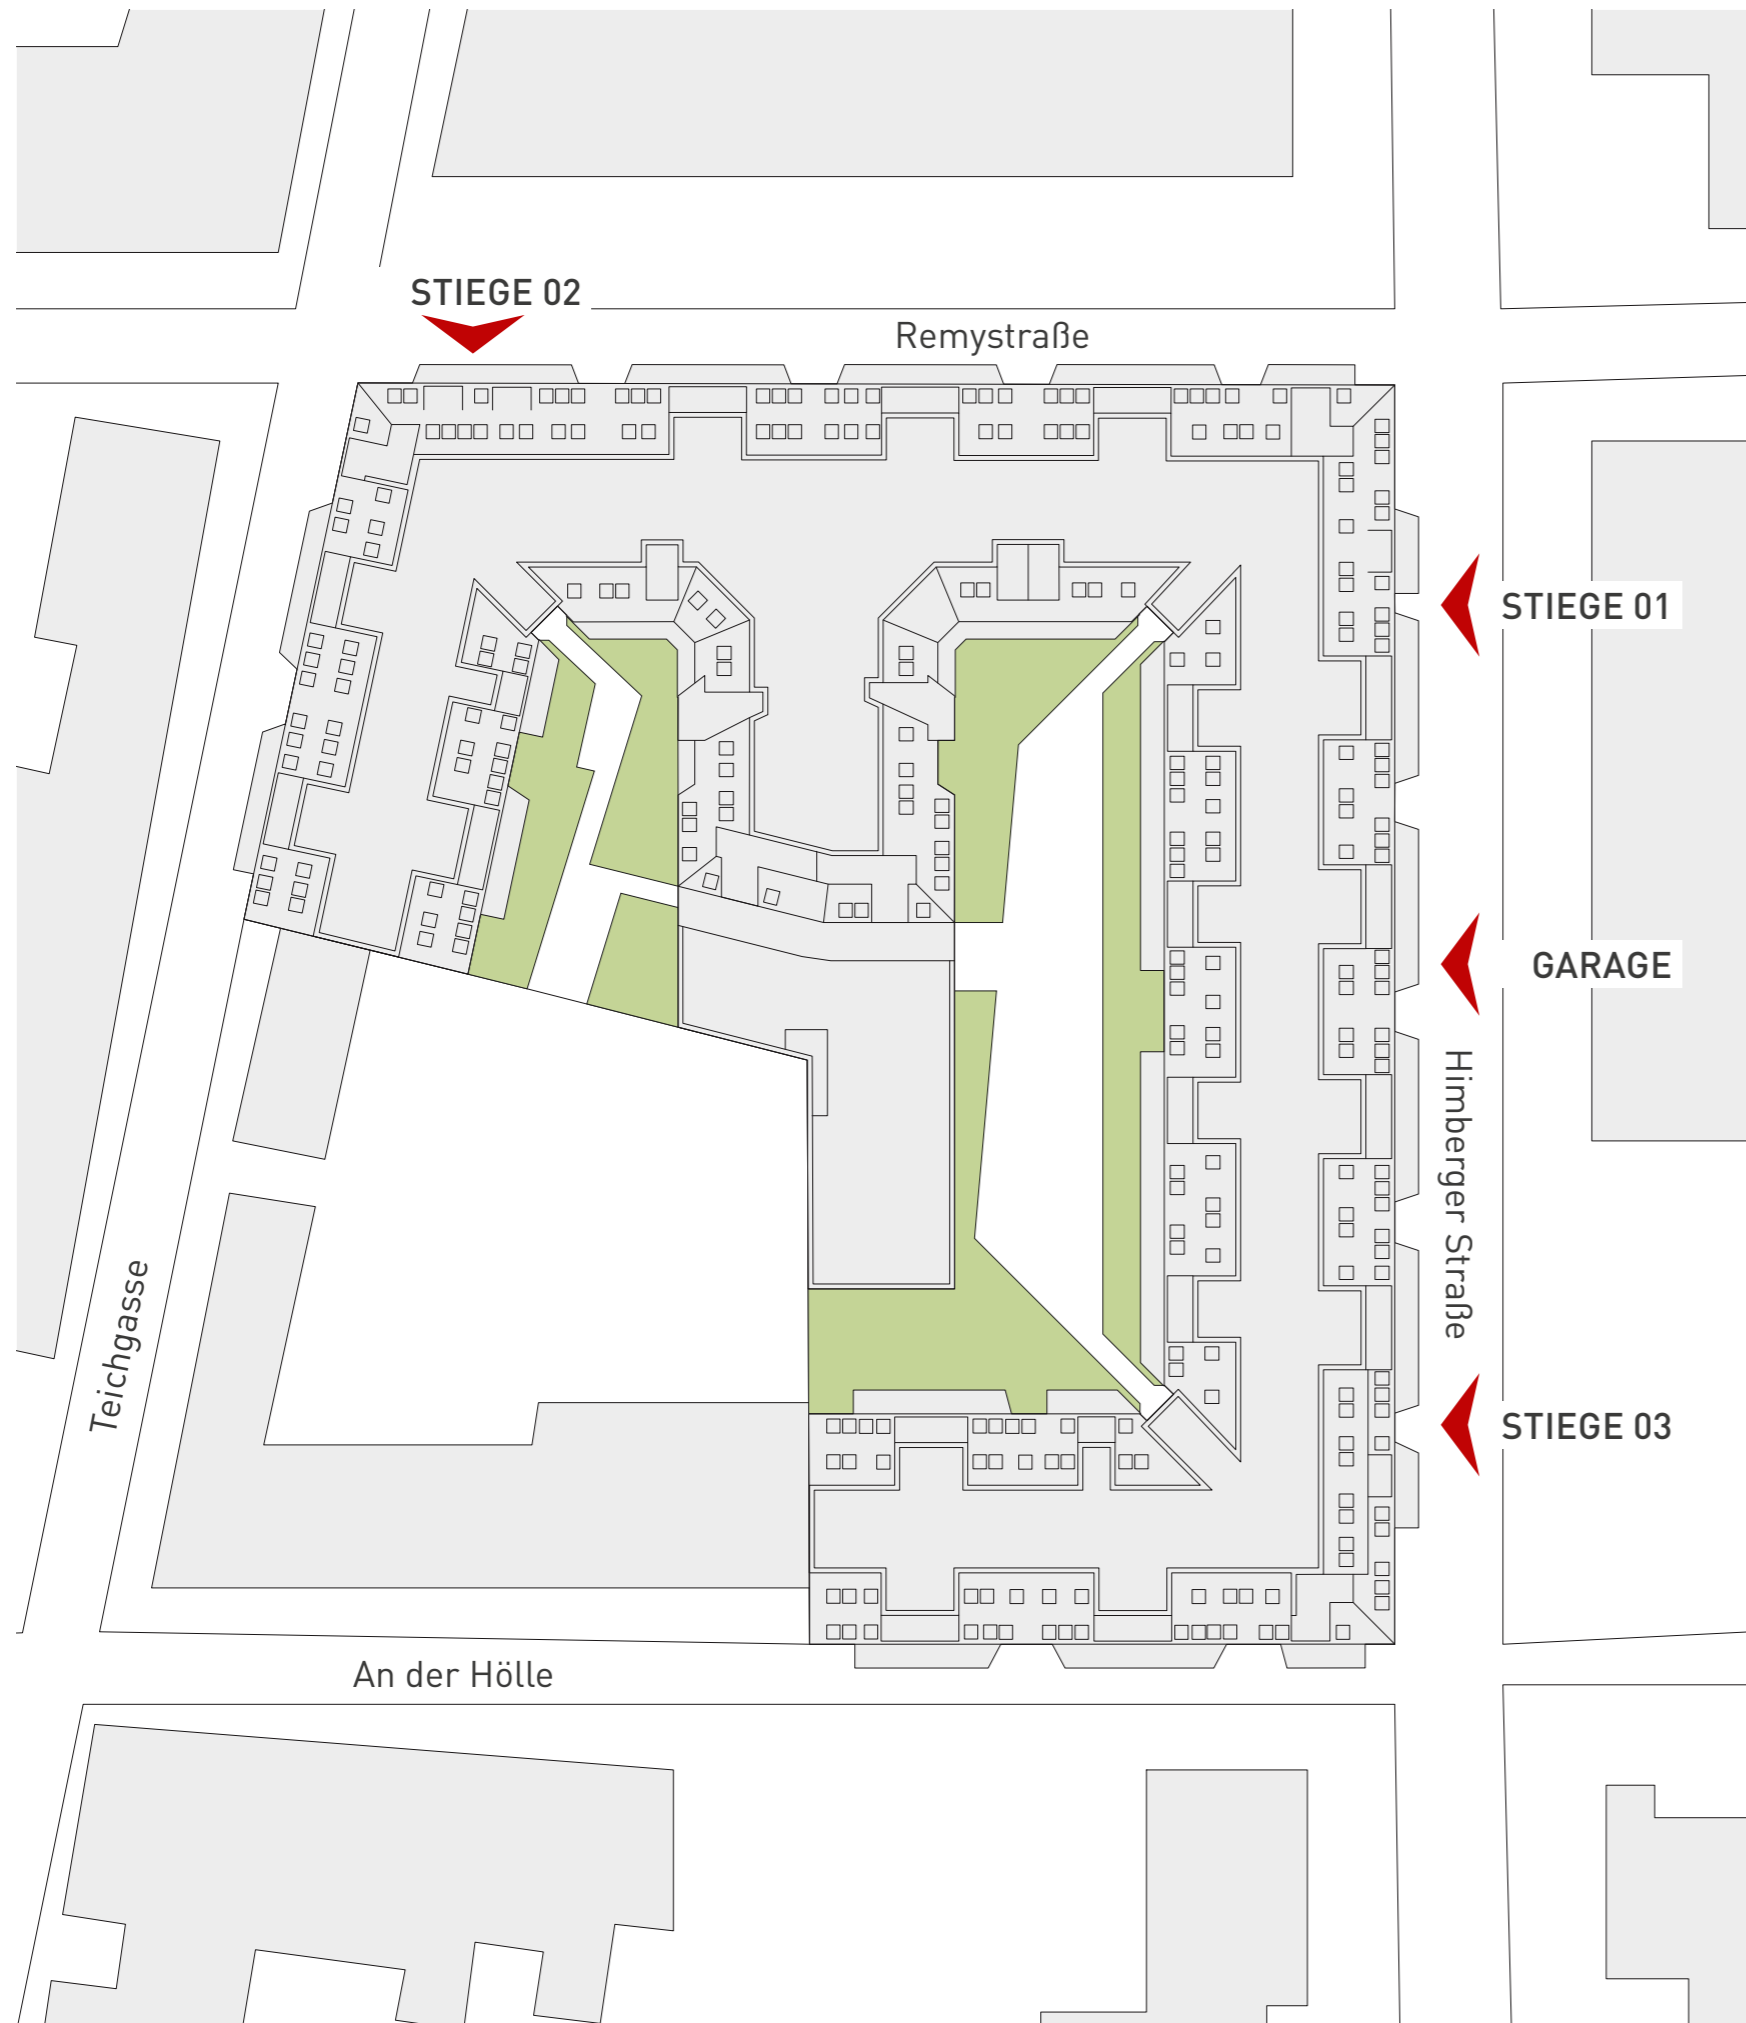 STIEGE 02
Remystraße
STIEGE 01
GARAGE
Himberger Straße
Teichgasse
STIEGE 03
An der Hölle